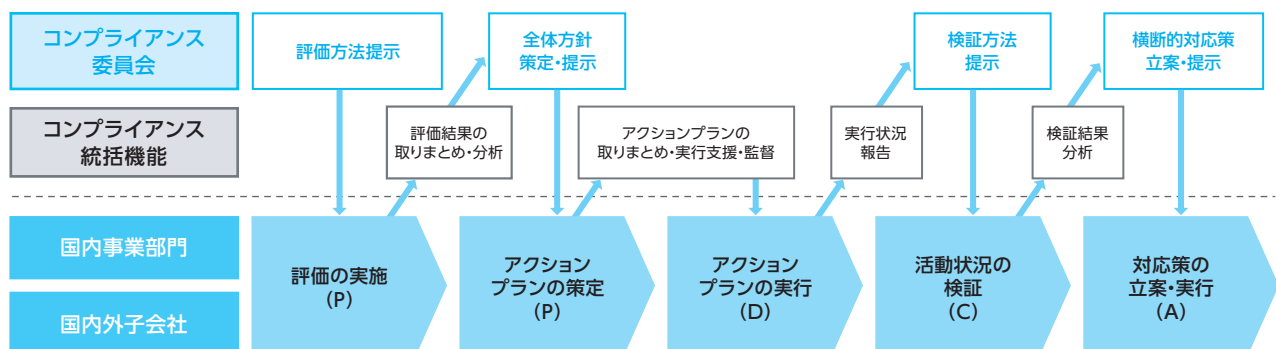 コンプライアンス
委員会
評価方法提示
全体方針
策定・提示
検証方法
提示
横断的対応策
立案・提示
コンプライアンス
統括機能
評価結果の
取りまとめ・分析
アクションプランの
取りまとめ・実行支援・監督
実行状況
報告
検証結果
分析
国内事業部門
国内外子会社
評価の実施
(P)
アクション
プランの策定
(P)
アクション
プランの実行
(D)
活動状況の
検証
(C)
対応策の
立案・実行
(A)